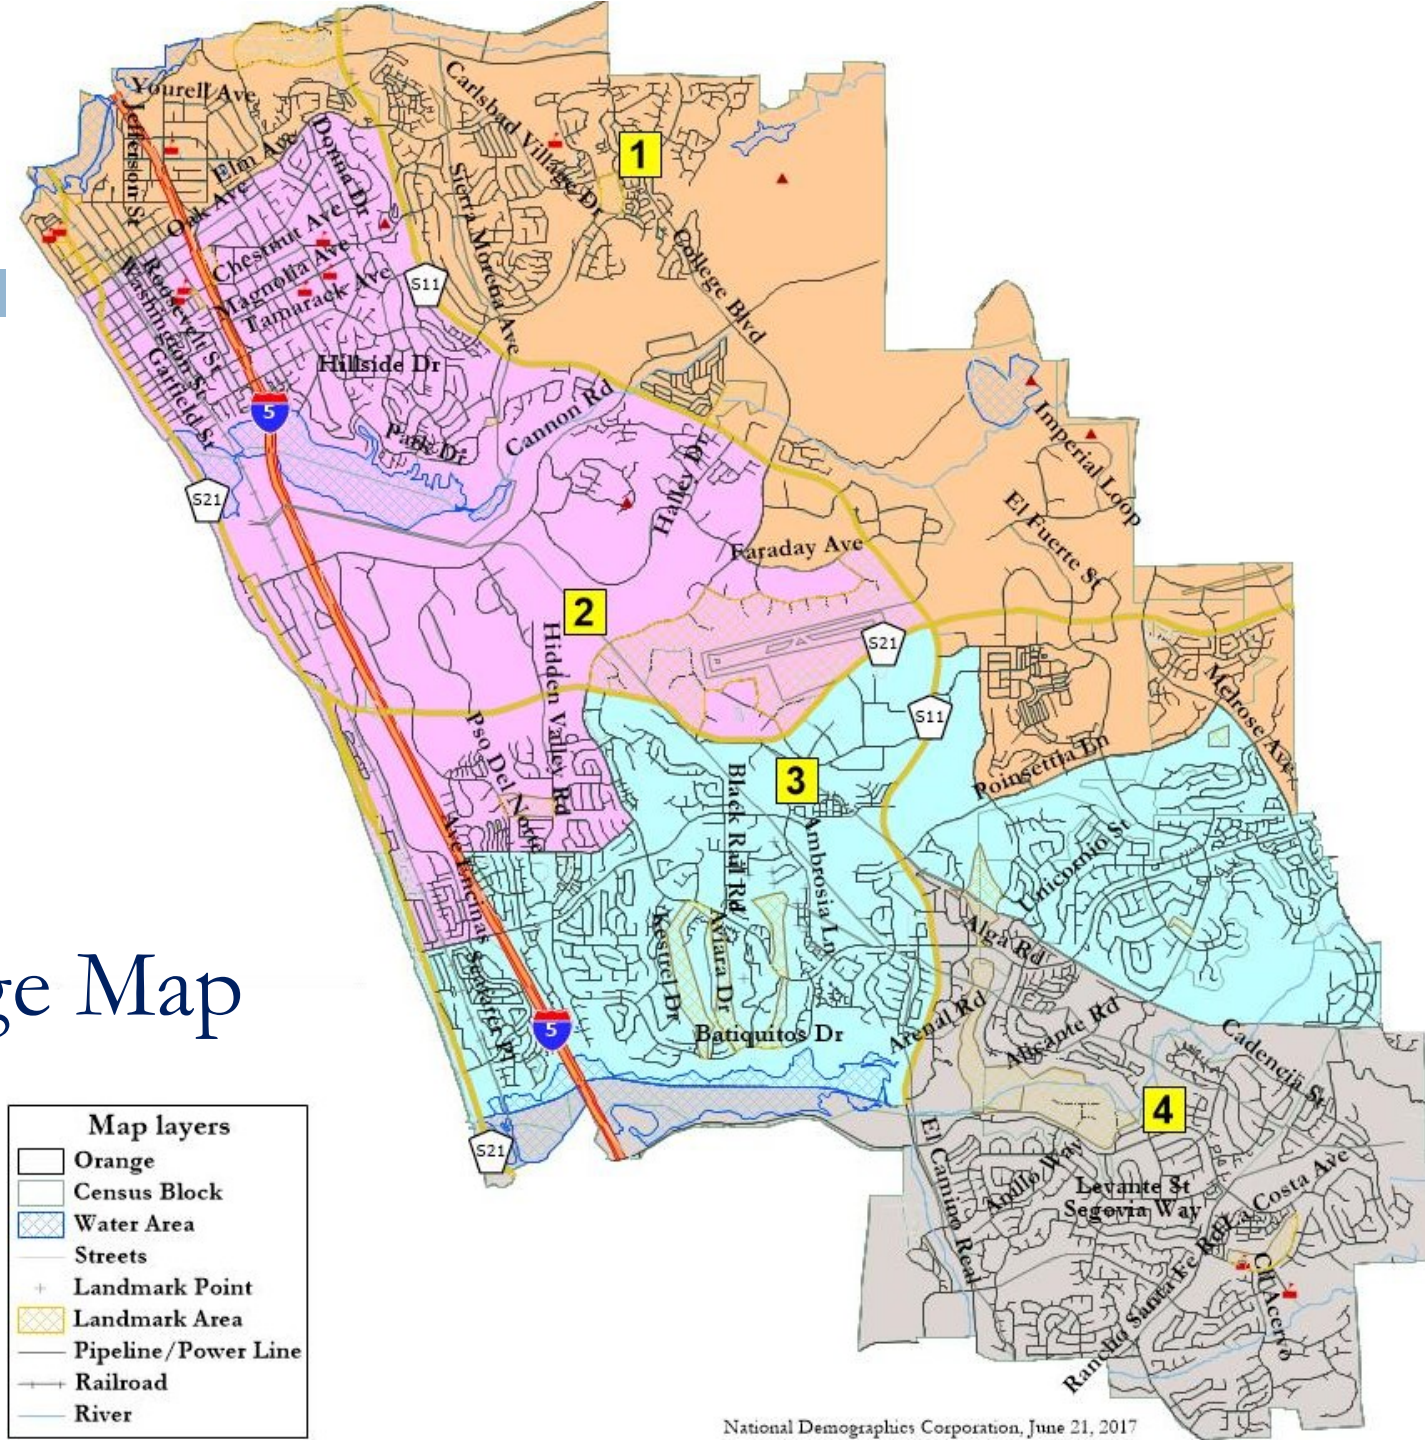 Yourell Ave
Jefferson St
Elm Ave
Oak Ave
Donna Dr
Chestnut Ave
Magnolia Ave
Tamarack Ave
Roosevelt St
Washington St
Garfield St
Hillside Dr
Park Dr
Carlsbad Village Dr
Sierra Morena Ave
College Blvd
1
S11
5
S21
Cannon Rd
Halley Dr
Faraday Ave
Imperial Loop
El Fuerte St
2
Hidden Valley Rd
S21
S11
Melrose Ave
Poinsettia Ln
Pso Del Norte
3
Black Rail Rd
Ambrosia Ln
Unicornio St
Ave Encinas
Kestrel Dr
Aviara Dr
Batiquitos Dr
5
Alga Rd
Arenal Rd
Alicante Rd
Cadencia St
4
S21
El Camino Real
Anillo Way
Levante St
Segovia Way
La Costa Ave
Rancho Santa Fe Rd
Cll Acervo
ge Map
Map layers
Orange
Census Block
Water Area
Streets
Landmark Point
Landmark Area
Pipeline/Power Line
Railroad
River
National Demographics Corporation, June 21, 2017